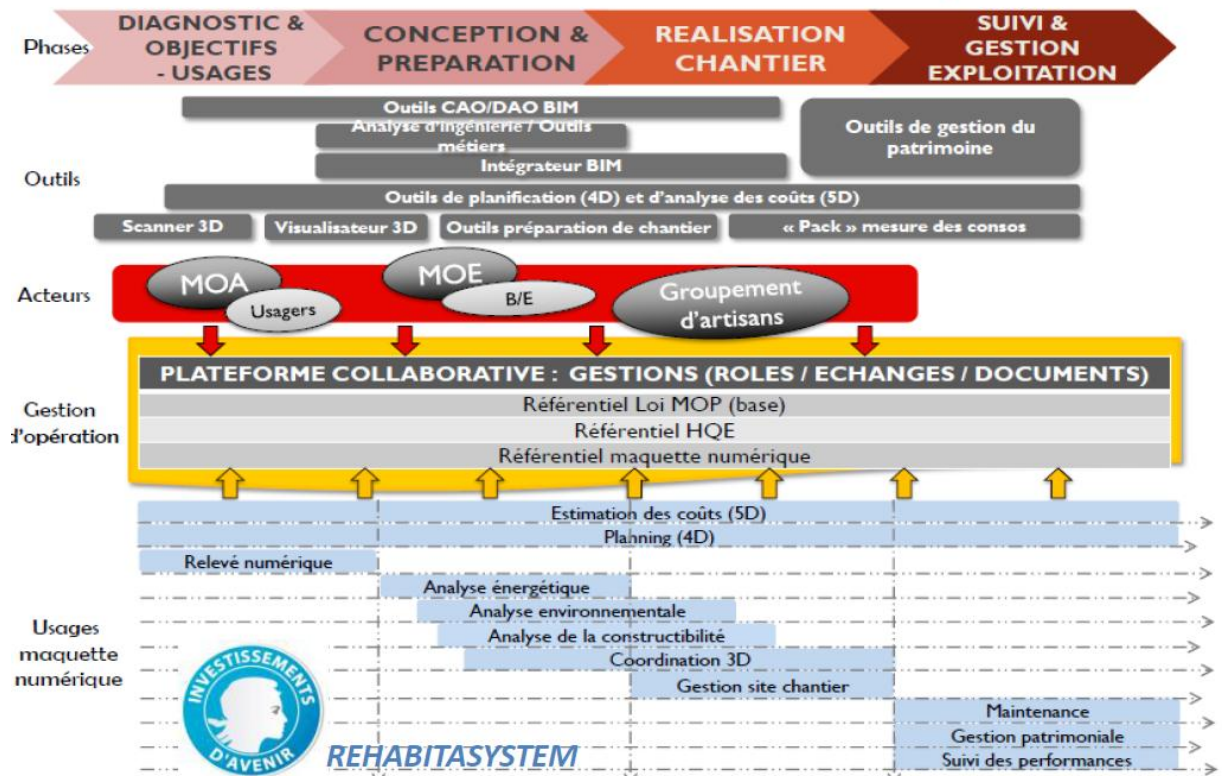 Phases
DIAGNOSTIC &
OBJECTIFS
- USAGES
CONCEPTION &
PREPARATION
REALISATION
CHANTIER
SUIVI &
GESTION
EXPLOITATION
Outils
Outils CAO/DAO BIM
Analyse d'ingénierie / Outils
métiers
Intégrateur BIM
Outils de gestion du
patrimoine
Outils de planification (4D) et d'analyse des coûts (5D)
Scanner 3D
Visualisateur 3D
Outils préparation de chantier
« Pack » mesure des consos
Acteurs
MOA
Usagers
MOE
B/E
Groupement
d'artisans
Gestion
d'opération
PLATEFORME COLLABORATIVE : GESTIONS (ROLES / ECHANGES / DOCUMENTS)
Référentiel Loi MOP (base)
Référentiel HQE
Référentiel maquette numérique
Usages
maquette
numérique
Estimation des coûts (5D)
Planning (4D)
Relevé numérique
Analyse énergétique
Analyse environnementale
Analyse de la constructibilité
Coordination 3D
Gestion site chantier
Maintenance
Gestion patrimoniale
Suivi des performances
INVESTISSEMENTS
D'AVENIR
REHABITASYSTEM